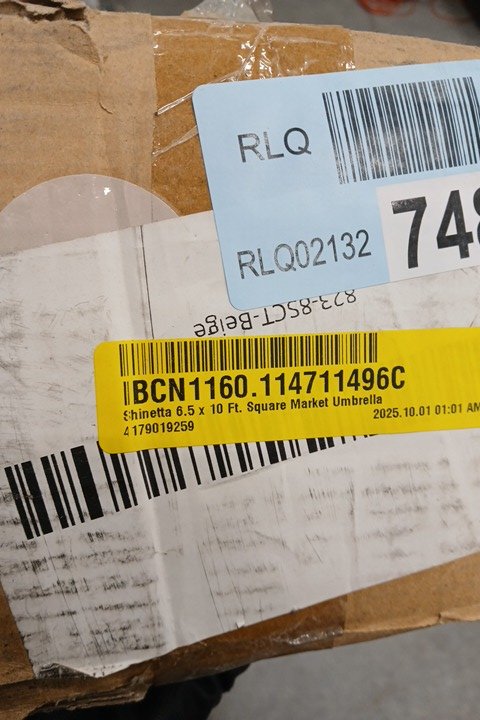 RLQ
RLQ02132
748
823-8SCT-Beige
BCN1160.114711496C
Shinetta 6.5 x 10 Ft. Square Market Umbrella
4179019259
2025.10.01 01:01 AM